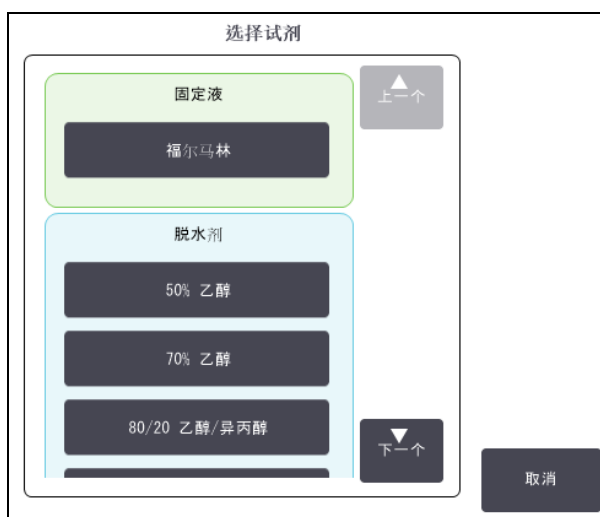 选择试剂
固定液
上一个
福尔马林
脱水剂
50% 乙醇
70% 乙醇
80/20 乙醇/异丙醇
下一个
取消